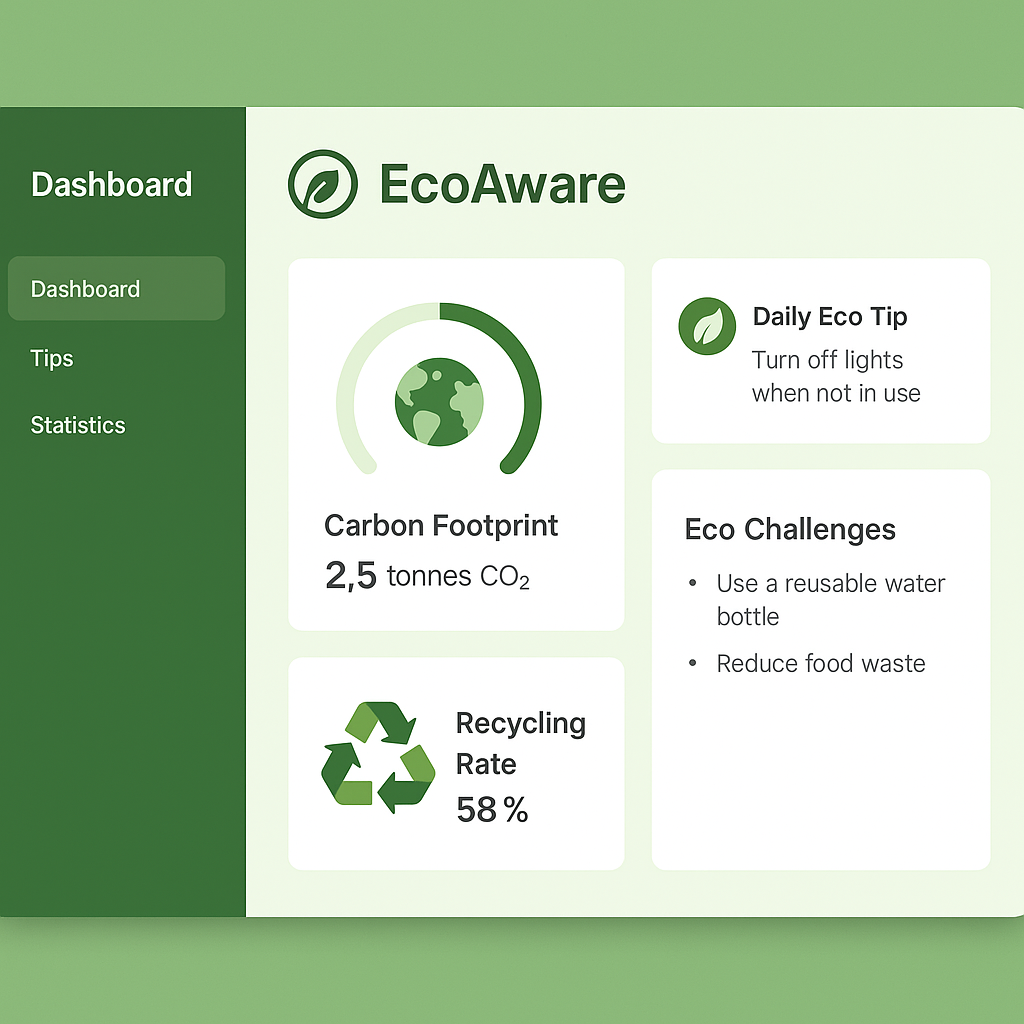 Dashboard
Dashboard
Tips
Statistics
EcoAware
Carbon Footprint
2,5 tonnes CO₂
Recycling
Rate
58 %
Daily Eco Tip
Turn off lights
when not in use
Eco Challenges
• Use a reusable water
bottle
• Reduce food waste